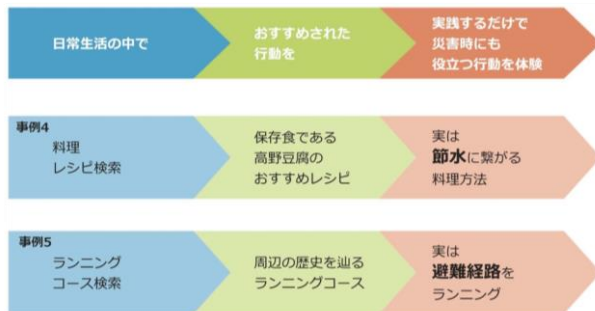 日常生活の中で
おすすめされた
行動を
実践するだけで
災害時にも
役立つ行動を体験
事例4
料理
レシピ検索
保存食である
高野豆腐の
おすすめレシピ
実は
節水に繋がる
料理方法
事例5
ランニング
コース検索
周辺の歴史を辿る
ランニングコース
実は
避難経路を
ランニング